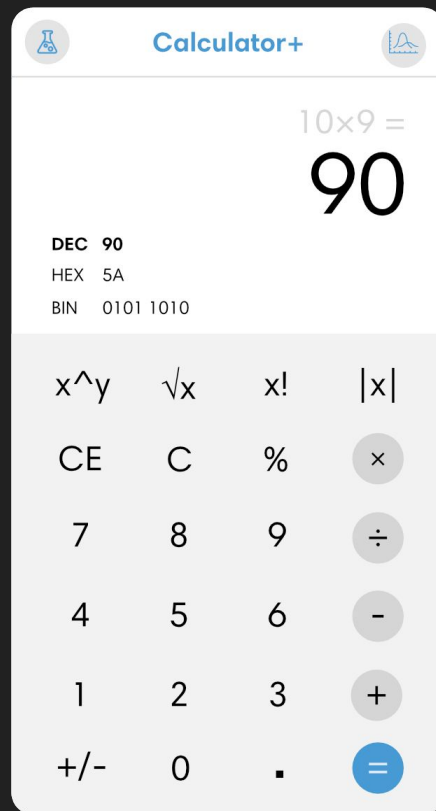 Calculator+
10×9 =
90
DEC 90
HEX 5A
BIN 0101 1010
x^y √x x! |x|
CE C % ×
7 8 9 ÷
4 5 6 -
1 2 3 +
+/- 0 . =